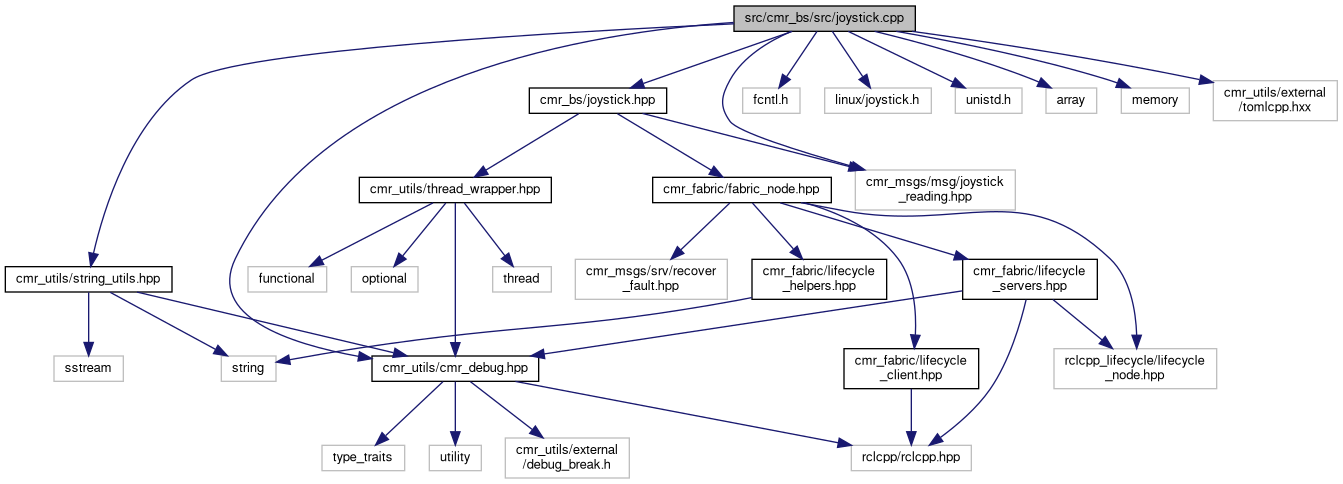 src/cmr_bs/src/joystick.cpp
cmr_bs/joystick.hpp
fcntl.h
linux/joystick.h
unistd.h
array
memory
cmr_utils/external
/tomlcpp.hxx
cmr_utils/thread_wrapper.hpp
cmr_fabric/fabric_node.hpp
cmr_msgs/msg/joystick
_reading.hpp
cmr_utils/string_utils.hpp
functional
optional
thread
cmr_msgs/srv/recover
_fault.hpp
cmr_fabric/lifecycle
_helpers.hpp
cmr_fabric/lifecycle
_servers.hpp
sstream
string
cmr_utils/cmr_debug.hpp
cmr_fabric/lifecycle
_client.hpp
rclcpp_lifecycle/lifecycle
_node.hpp
type_traits
utility
cmr_utils/external
/debug_break.h
rclcpp/rclcpp.hpp